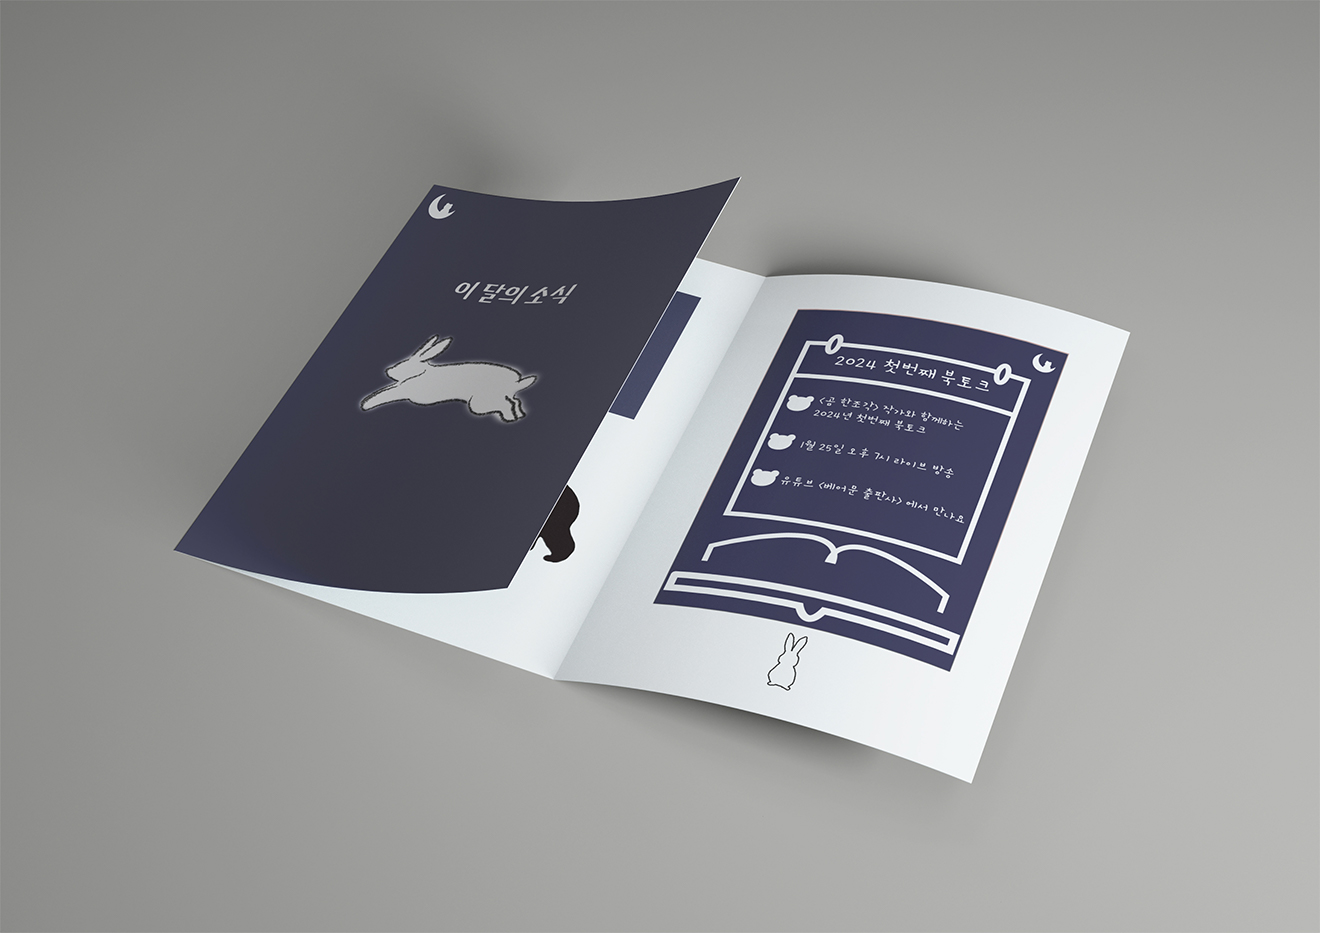 이 달의 소식
2024 첫번째 북토크
<곰 한조각> 작가와 함께하는
2024년 첫번째 북토크
1월 25일 오후 7시 라이브 방송
유튜브 <베어문 출판사> 에서 만나요